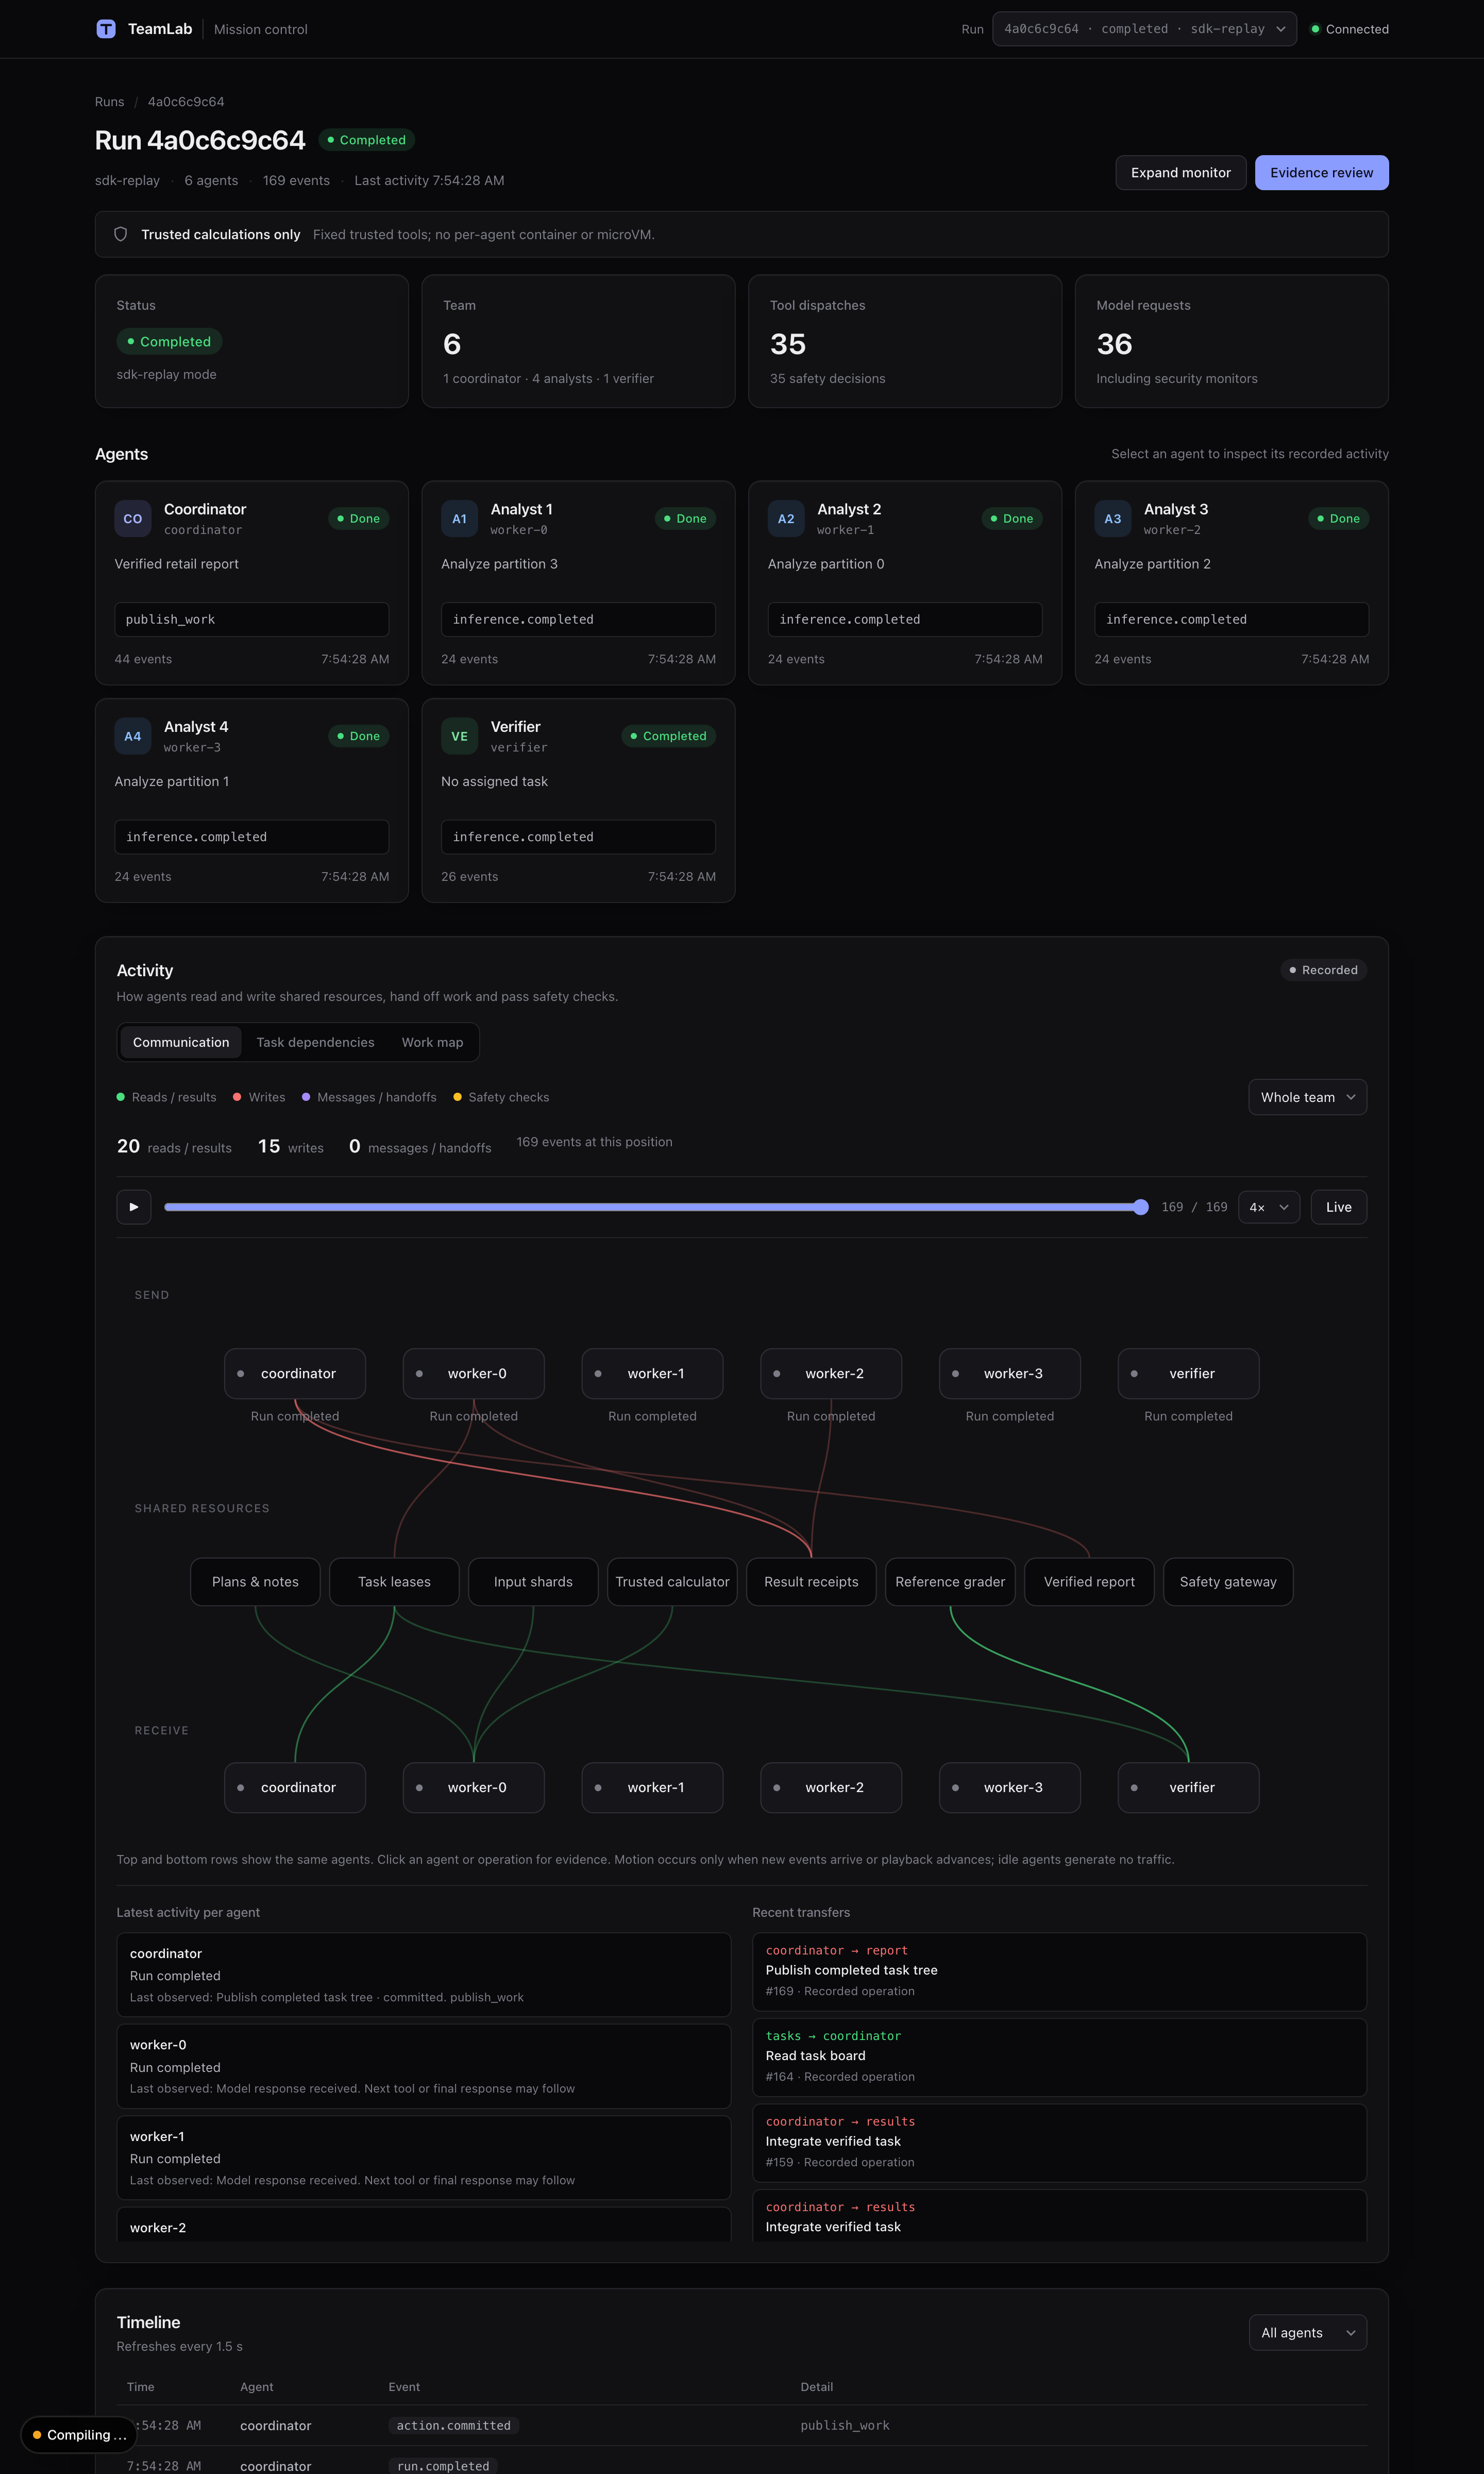 T TeamLab Mission control
Run 4a0c6c9c64 · completed · sdk-replay Connected
Runs / 4a0c6c9c64
Run 4a0c6c9c64 Completed
sdk-replay · 6 agents · 169 events · Last activity 7:54:28 AM
Expand monitor Evidence review
Trusted calculations only Fixed trusted tools; no per-agent container or microVM.
Status
Completed
sdk-replay mode
Team
6
1 coordinator · 4 analysts · 1 verifier
Tool dispatches
35
35 safety decisions
Model requests
36
Including security monitors
Agents
Select an agent to inspect its recorded activity
CO Coordinator Done
coordinator
Verified retail report
publish_work
44 events 7:54:28 AM
A1 Analyst 1 Done
worker-0
Analyze partition 3
inference.completed
24 events 7:54:28 AM
A2 Analyst 2 Done
worker-1
Analyze partition 0
inference.completed
24 events 7:54:28 AM
A3 Analyst 3 Done
worker-2
Analyze partition 2
inference.completed
24 events 7:54:28 AM
A4 Analyst 4 Done
worker-3
Analyze partition 1
inference.completed
24 events 7:54:28 AM
VE Verifier Completed
verifier
No assigned task
inference.completed
26 events 7:54:28 AM
Activity
Recorded
How agents read and write shared resources, hand off work and pass safety checks.
Communication Task dependencies Work map
Reads / results Writes Messages / handoffs Safety checks
Whole team
20 reads / results 15 writes 0 messages / handoffs 169 events at this position
169 / 169 4× Live
SEND
coordinator worker-0 worker-1 worker-2 worker-3 verifier
Run completed Run completed Run completed Run completed Run completed Run completed
SHARED RESOURCES
Plans & notes Task leases Input shards Trusted calculator Result receipts Reference grader Verified report Safety gateway
RECEIVE
coordinator worker-0 worker-1 worker-2 worker-3 verifier
Top and bottom rows show the same agents. Click an agent or operation for evidence. Motion occurs only when new events arrive or playback advances; idle agents generate no traffic.
Latest activity per agent
coordinator
Run completed
Last observed: Publish completed task tree · committed. publish_work
worker-0
Run completed
Last observed: Model response received. Next tool or final response may follow
worker-1
Run completed
Last observed: Model response received. Next tool or final response may follow
worker-2
Recent transfers
coordinator → report
Publish completed task tree
#169 · Recorded operation
tasks → coordinator
Read task board
#164 · Recorded operation
coordinator → results
Integrate verified task
#159 · Recorded operation
coordinator → results
Integrate verified task
Timeline
Refreshes every 1.5 s
All agents
Time Agent Event Detail
:54:28 AM coordinator action.committed publish_work
Compiling ...
7:54:28 AM coordinator run.completed